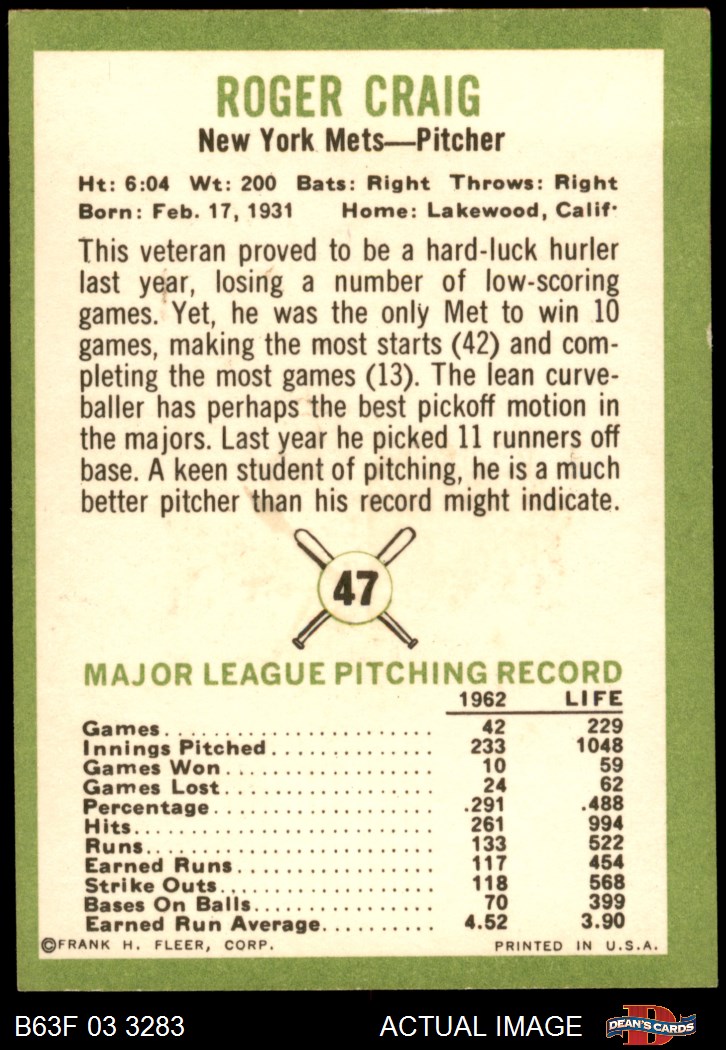 ROGER CRAIG
New York Mets—Pitcher
Ht: 6:04 Wt: 200 Bats: Right Throws: Right
Born: Feb. 17, 1931 Home: Lakewood, Calif.
This veteran proved to be a hard-luck hurler
last year, losing a number of low-scoring
games. Yet, he was the only Met to win 10
games, making the most starts (42) and com-
pleting the most games (13). The lean curve-
baller has perhaps the best pickoff motion in
the majors. Last year he picked 11 runners off
base. A keen student of pitching, he is a much
better pitcher than his record might indicate.
47
MAJOR LEAGUE PITCHING RECORD
1962 LIFE
Games........................ 42 229
Innings Pitched.............. 233 1048
Games Won.................. 10 59
Games Lost.................. 24 62
Percentage................... .291 .488
Hits.......................... 261 994
Runs......................... 133 522
Earned Runs................. 117 454
Strike Outs................... 118 568
Bases On Balls............... 70 399
Earned Run Average.......... 4.52 3.90
©FRANK H. FLEER, CORP. PRINTED IN U.S.A.
B63F 03 3283 ACTUAL IMAGE DEAN'S CARDS